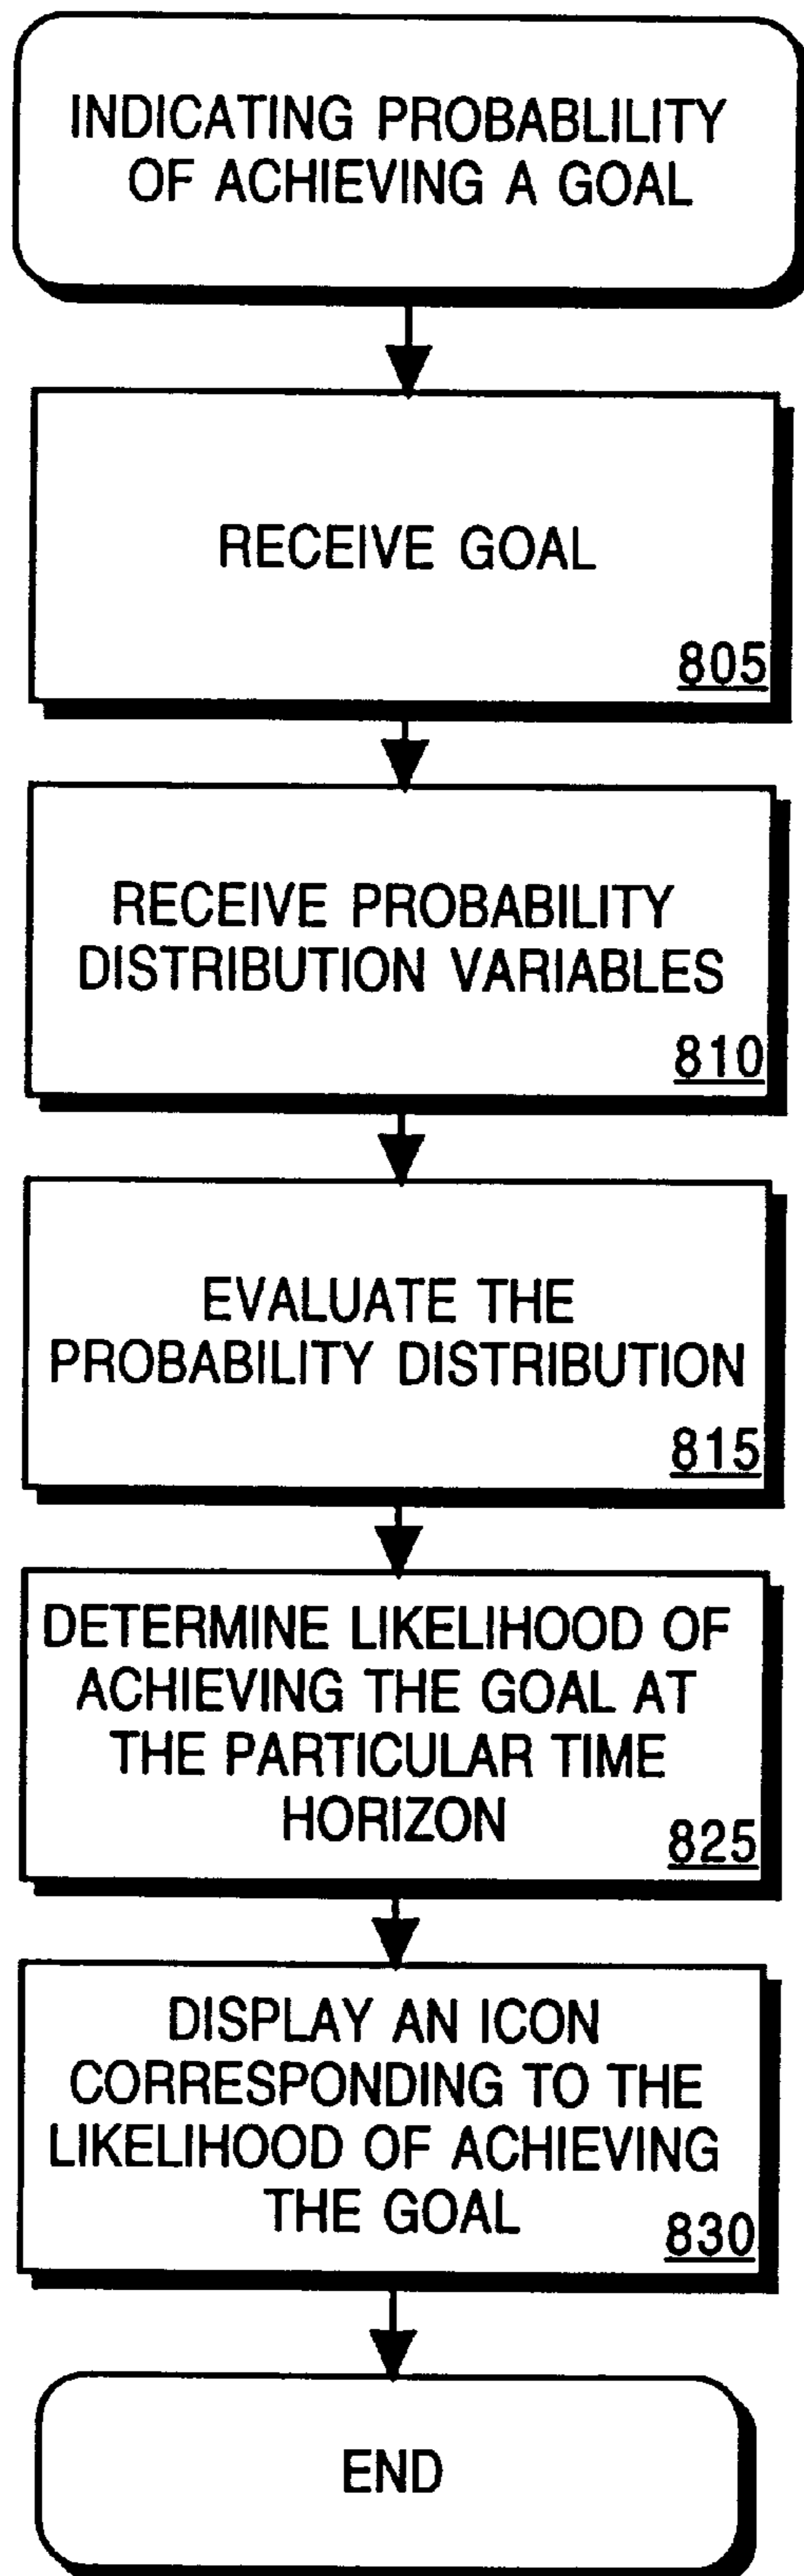 INDICATING PROBABLILITY
OF ACHIEVING A GOAL
RECEIVE GOAL
805
RECEIVE PROBABILITY
DISTRIBUTION VARIABLES
810
EVALUATE THE
PROBABILITY DISTRIBUTION
815
DETERMINE LIKELIHOOD OF
ACHIEVING THE GOAL AT
THE PARTICULAR TIME
HORIZON
825
DISPLAY AN ICON
CORRESPONDING TO THE
LIKELIHOOD OF ACHIEVING
THE GOAL
830
END